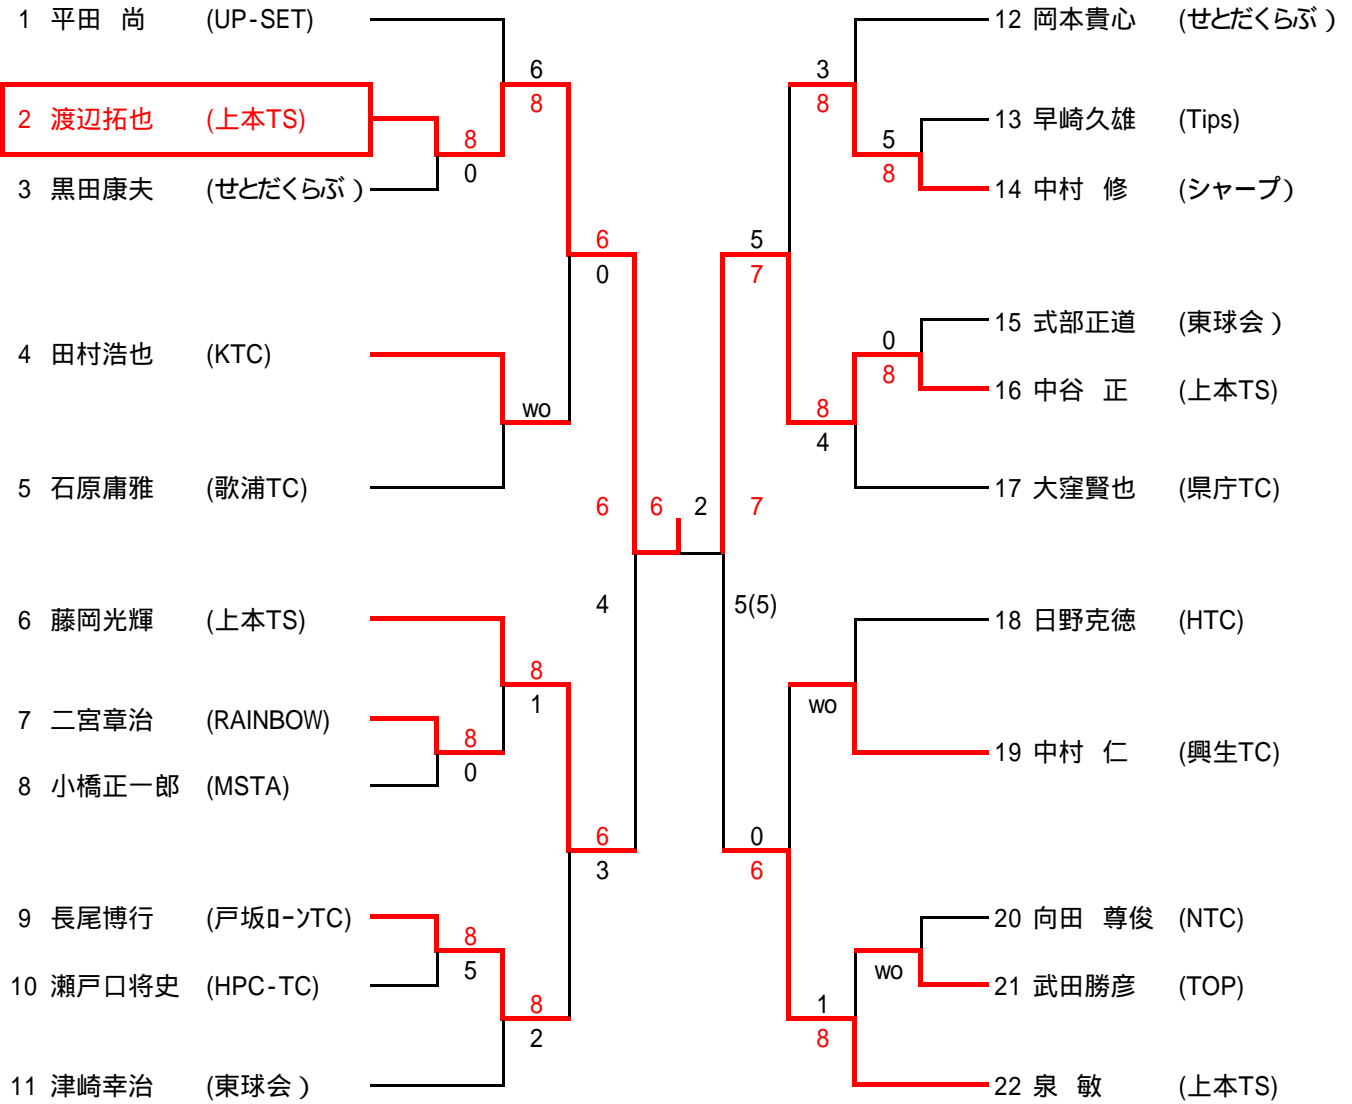 1 平田 尚 (UP-SET)
2 渡辺拓也 (上本TS)
3 黒田康夫 (せとだくらぶ)
4 田村浩也 (KTC)
5 石原庸雅 (歌浦TC)
6 藤岡光輝 (上本TS)
7 二宮章治 (RAINBOW)
8 小橋正一郎 (MSTA)
9 長尾博行 (戸坂ﾛｰﾝTC)
10 瀬戸口将史 (HPC-TC)
11 津崎幸治 (東球会)
8
0
8
0
8
5
6
8
wo
8
1
8
2
6
0
6
3
6
4
6
2
7
5(5)
5
7
0
6
3
8
8
4
wo
1
8
5
8
0
8
wo
12 岡本貴心 (せとだくらぶ)
13 早崎久雄 (Tips)
14 中村 修 (シャープ)
15 式部正道 (東球会)
16 中谷 正 (上本TS)
17 大窪賢也 (県庁TC)
18 日野克徳 (HTC)
19 中村 仁 (興生TC)
20 向田 尊俊 (NTC)
21 武田勝彦 (TOP)
22 泉 敏 (上本TS)